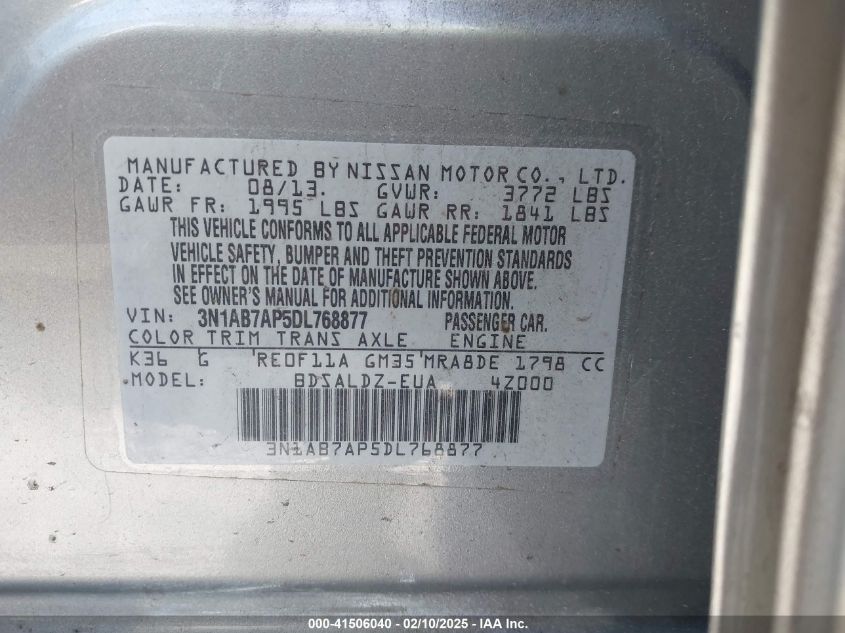 MANUFACTURED BY NISSAN MOTOR CO., LTD.
DATE: 08/13. GVWR: 3772 LBS
GAWR FR: 1995 LBS GAWR RR: 1841 LBS
THIS VEHICLE CONFORMS TO ALL APPLICABLE FEDERAL MOTOR
VEHICLE SAFETY, BUMPER AND THEFT PREVENTION STANDARDS
IN EFFECT ON THE DATE OF MANUFACTURE SHOWN ABOVE.
SEE OWNER'S MANUAL FOR ADDITIONAL INFORMATION.
VIN: 3N1AB7AP5DL768877 PASSENGER CAR.
COLOR TRIM TRANS AXLE ENGINE
K36 G RE0F11A GM35 MRA8DE 1798 CC
MODEL: BDSALDZ-EUA 4Z000
3N1AB7AP5DL768877
000-41506040 - 02/10/2025 - IAA Inc.